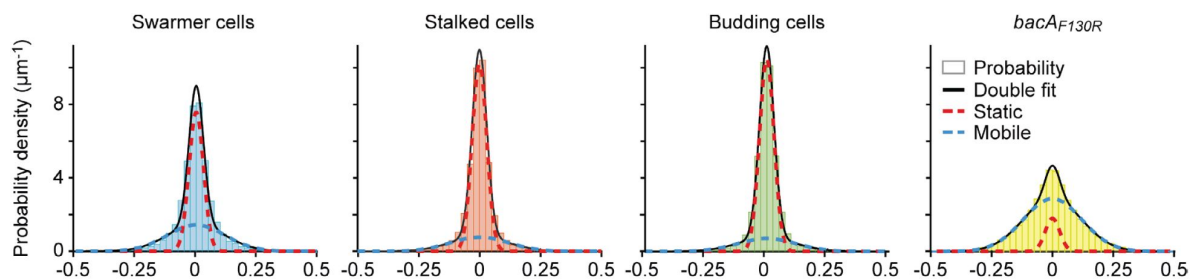 Swarmer cells
Stalked cells
Budding cells
bacA_F130R
Probability density (µm⁻¹)
8
4
0
Probability
Double fit
Static
Mobile
-0.5 -0.25 0 0.25 0.5
-0.5 -0.25 0 0.25 0.5
-0.5 -0.25 0 0.25 0.5
-0.5 -0.25 0 0.25 0.5